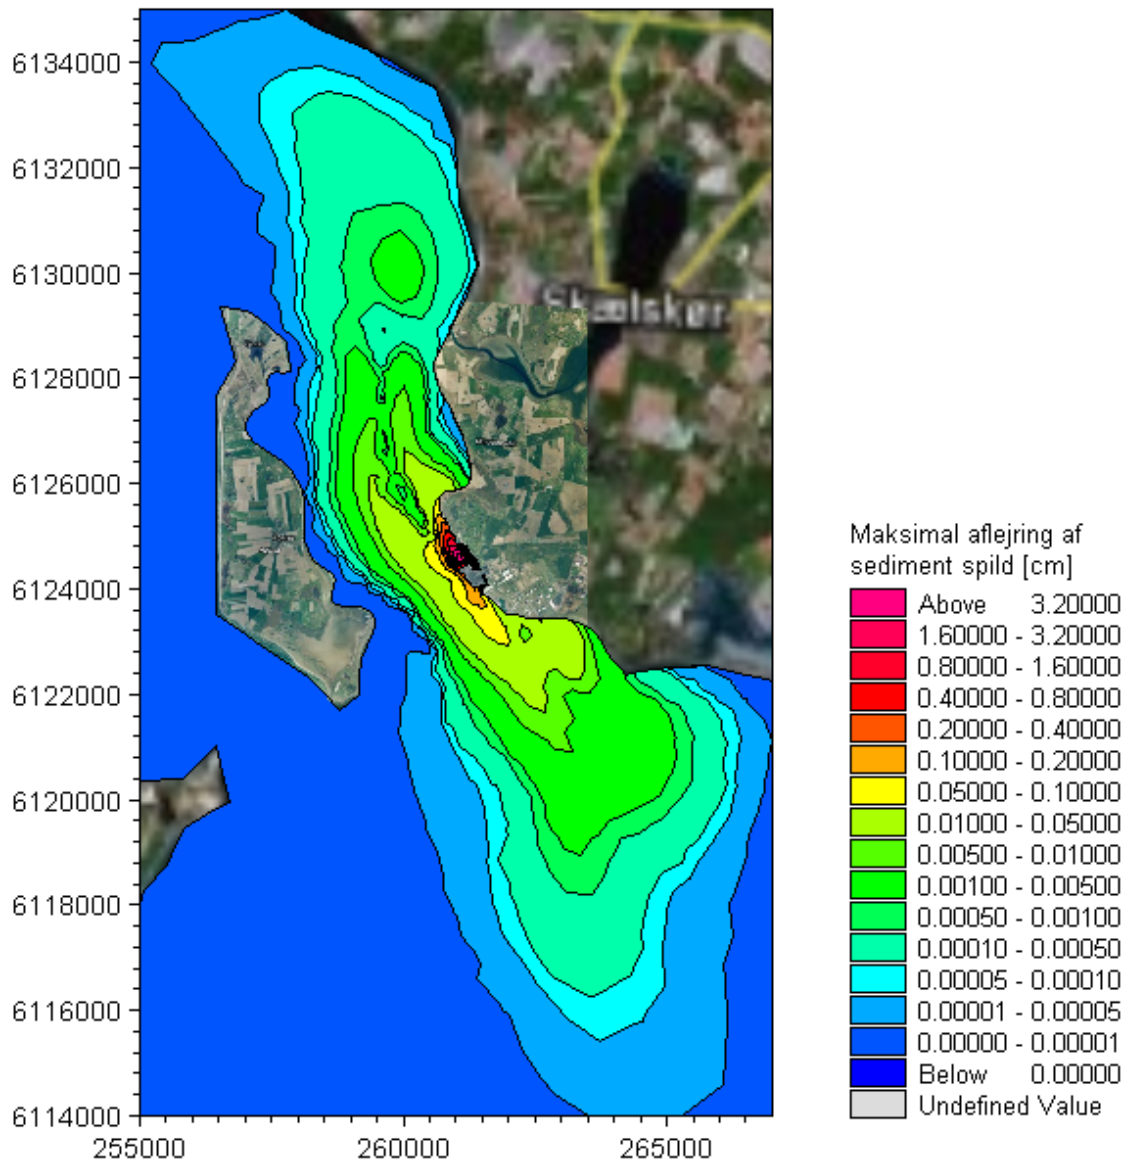 6134000
6132000
6130000
6128000
6126000
6124000
6122000
6120000
6118000
6116000
6114000
255000
260000
265000
Skælskør
Maksimal aflejring af
sediment spild [cm]
Above 3.20000
1.60000 - 3.20000
0.80000 - 1.60000
0.40000 - 0.80000
0.20000 - 0.40000
0.10000 - 0.20000
0.05000 - 0.10000
0.01000 - 0.05000
0.00500 - 0.01000
0.00100 - 0.00500
0.00050 - 0.00100
0.00010 - 0.00050
0.00005 - 0.00010
0.00001 - 0.00005
0.00000 - 0.00001
Below 0.00000
Undefined Value